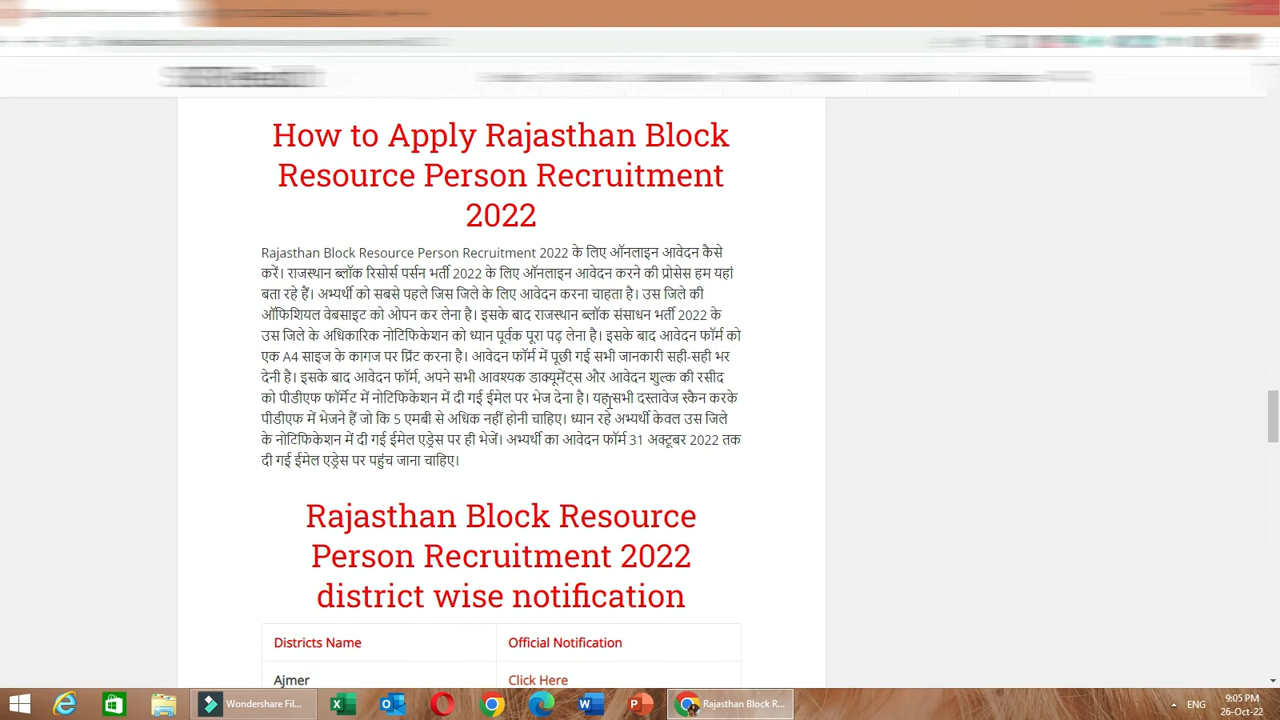 How to Apply Rajasthan Block
Resource Person Recruitment
2022
Rajasthan Block Resource Person Recruitment 2022 के लिए ऑनलाइन आवेदन कैसे
करें। राजस्थान ब्लॉक रिसोर्स पर्सन भर्ती 2022 के लिए ऑनलाइन आवेदन करने की प्रोसेस हम यहां
बता रहे हैं। अभ्यर्थी को सबसे पहले जिस जिले के लिए आवेदन करना चाहता है। उस जिले की
ऑफिशियल वेबसाइट को ओपन कर लेना है। इसके बाद राजस्थान ब्लॉक संसाधन भर्ती 2022 के
उस जिले के अधिकारिक नोटिफिकेशन को ध्यान पूर्वक पूरा पढ़ लेना है। इसके बाद आवेदन फॉर्म को
एक A4 साइज के कागज पर प्रिंट करना है। आवेदन फॉर्म में पूछी गई सभी जानकारी सही-सही भर
देनी है। इसके बाद आवेदन फॉर्म, अपने सभी आवश्यक डाक्यूमेंट्स और आवेदन शुल्क की रसीद
को पीडीएफ फॉर्मेट में नोटिफिकेशन में दी गई ईमेल पर भेज देना है। यह सभी दस्तावेज स्कैन करके
पीडीएफ में भेजने हैं जो कि 5 एमबी से अधिक नहीं होनी चाहिए। ध्यान रहे अभ्यर्थी केवल उस जिले
के नोटिफिकेशन में दी गई ईमेल एड्रेस पर ही भेजें। अभ्यर्थी का आवेदन फॉर्म 31 अक्टूबर 2022 तक
दी गई ईमेल एड्रेस पर पहुंच जाना चाहिए।
Rajasthan Block Resource
Person Recruitment 2022
district wise notification
Districts Name Official Notification
Ajmer Click Here
Wondershare Fil... Rajasthan Block R... ENG 9:05 PM
26-Oct-22